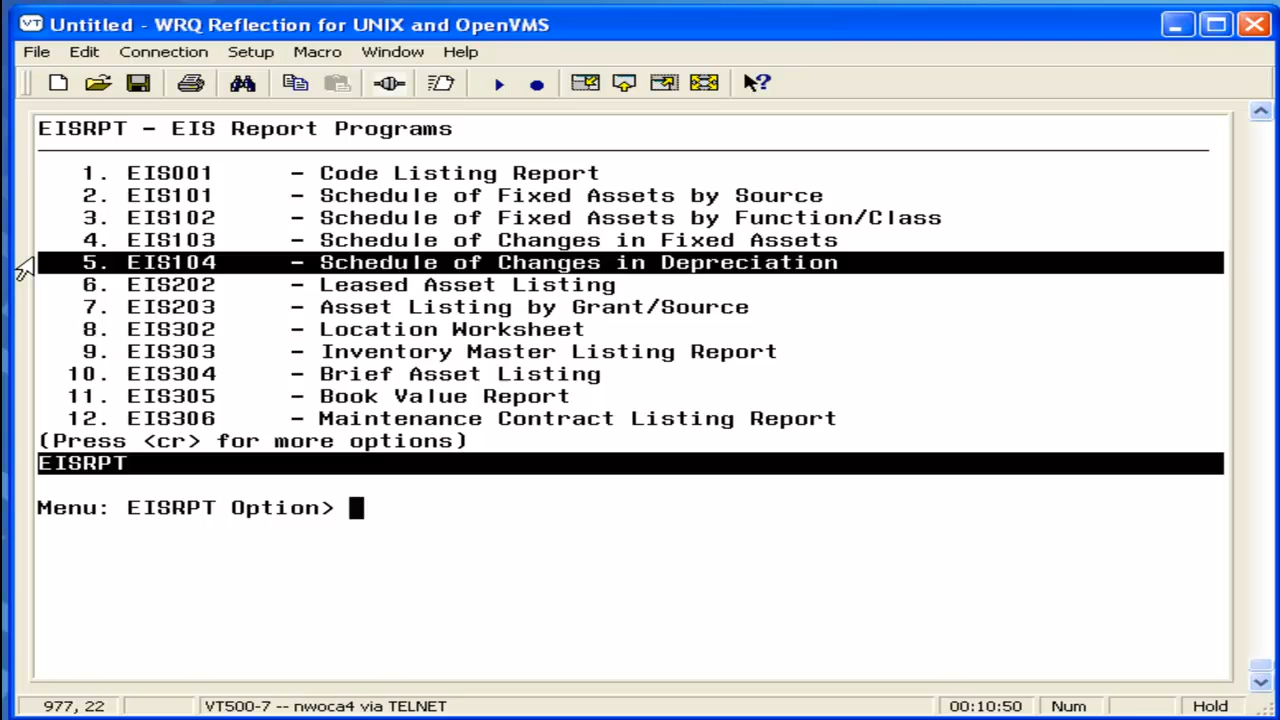 VT Untitled - WRQ Reflection for UNIX and OpenVMS
File Edit Connection Setup Macro Window Help
EISRPT - EIS Report Programs
1. EIS001 - Code Listing Report
2. EIS101 - Schedule of Fixed Assets by Source
3. EIS102 - Schedule of Fixed Assets by Function/Class
4. EIS103 - Schedule of Changes in Fixed Assets
5. EIS104 - Schedule of Changes in Depreciation
6. EIS202 - Leased Asset Listing
7. EIS203 - Asset Listing by Grant/Source
8. EIS302 - Location Worksheet
9. EIS303 - Inventory Master Listing Report
10. EIS304 - Brief Asset Listing
11. EIS305 - Book Value Report
12. EIS306 - Maintenance Contract Listing Report
(Press <cr> for more options)
EISRPT
Menu: EISRPT Option>
977, 22 VT500-7 -- nwoca4 via TELNET 00:10:50 Num Hold